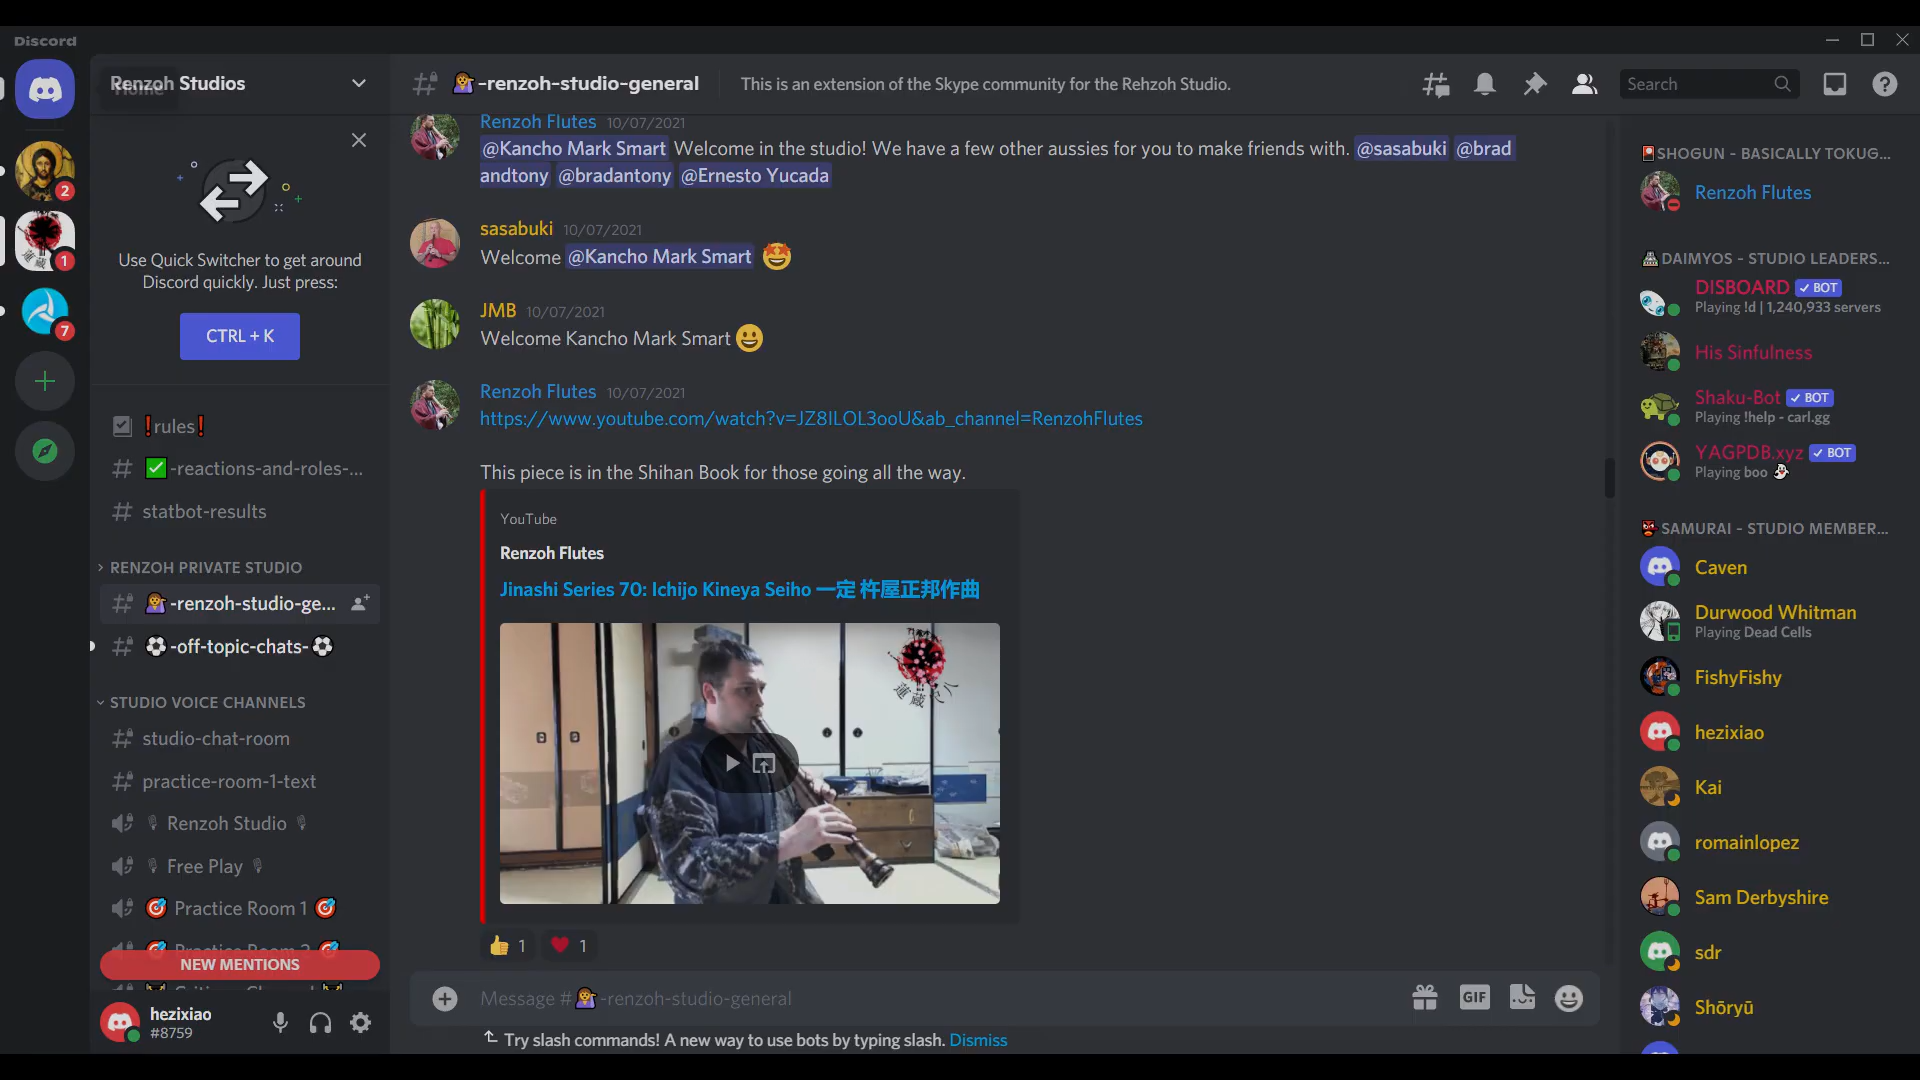 Discord
Renzoh Studios
-renzoh-studio-general
This is an extension of the Skype community for the Rehzoh Studio.
Search
2
1
7
Use Quick Switcher to get around
Discord quickly. Just press:
CTRL + K
❗rules❗
✅-reactions-and-roles-...
statbot-results
RENZOH PRIVATE STUDIO
-renzoh-studio-ge...
⚽-off-topic-chats-⚽
STUDIO VOICE CHANNELS
studio-chat-room
practice-room-1-text
Renzoh Studio
Free Play
🎯 Practice Room 1 🎯
NEW MENTIONS
hezixiao
#8759
Renzoh Flutes 10/07/2021
@Kancho Mark Smart Welcome in the studio! We have a few other aussies for you to make friends with. @sasabuki @brad
andtony @bradantony @Ernesto Yucada
sasabuki 10/07/2021
Welcome @Kancho Mark Smart 🤩
JMB 10/07/2021
Welcome Kancho Mark Smart 😀
Renzoh Flutes 10/07/2021
https://www.youtube.com/watch?v=JZ8ILOL3ooU&ab_channel=RenzohFlutes
This piece is in the Shihan Book for those going all the way.
YouTube
Renzoh Flutes
Jinashi Series 70: Ichijo Kineya Seiho 一定 杵屋正邦作曲
👍 1 ❤️ 1
Message #-renzoh-studio-general
GIF
Try slash commands! A new way to use bots by typing slash. Dismiss
SHOGUN - BASICALLY TOKUG...
Renzoh Flutes
DAIMYOS - STUDIO LEADERS...
DISBOARD ✓ BOT
Playing !d | 1,240,933 servers
His Sinfulness
Shaku-Bot ✓ BOT
Playing !help - carl.gg
YAGPDB.xyz ✓ BOT
Playing boo 👻
SAMURAI - STUDIO MEMBER...
Caven
Durwood Whitman
Playing Dead Cells
FishyFishy
hezixiao
Kai
romainlopez
Sam Derbyshire
sdr
Shōryū